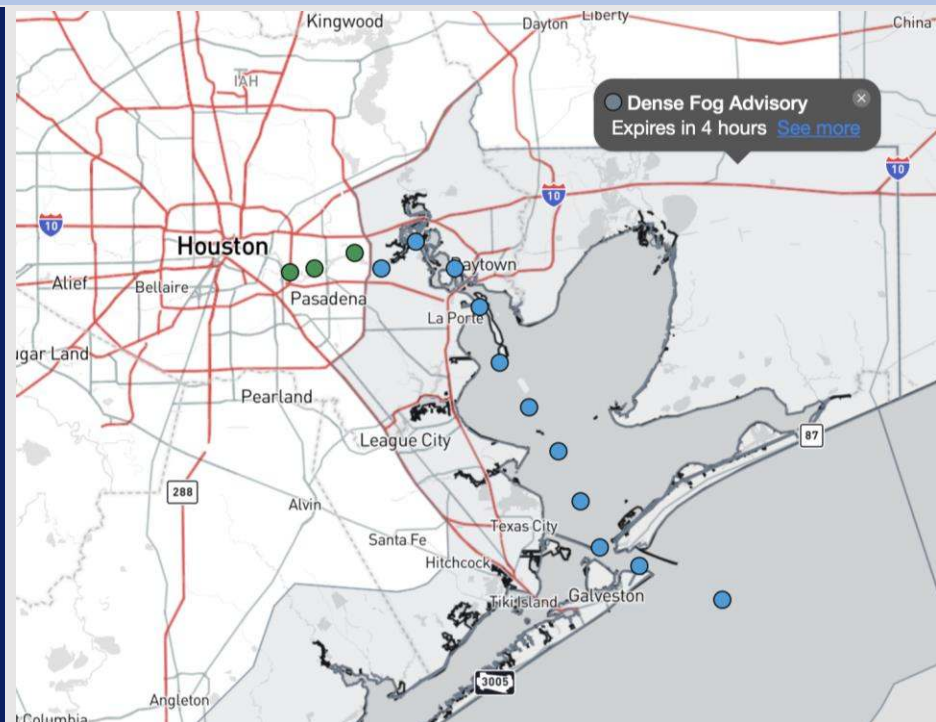 Kingwood
Dayton
Liberty
China
IAH
Dense Fog Advisory
Expires in 4 hours See more
10
10
10
Houston
Baytown
Alief
Bellaire
Pasadena
La Porte
ugar Land
Pearland
League City
87
288
Alvin
Texas City
Santa Fe
Hitchcock
Tiki Island
Galveston
3005
Angleton
t Columbia